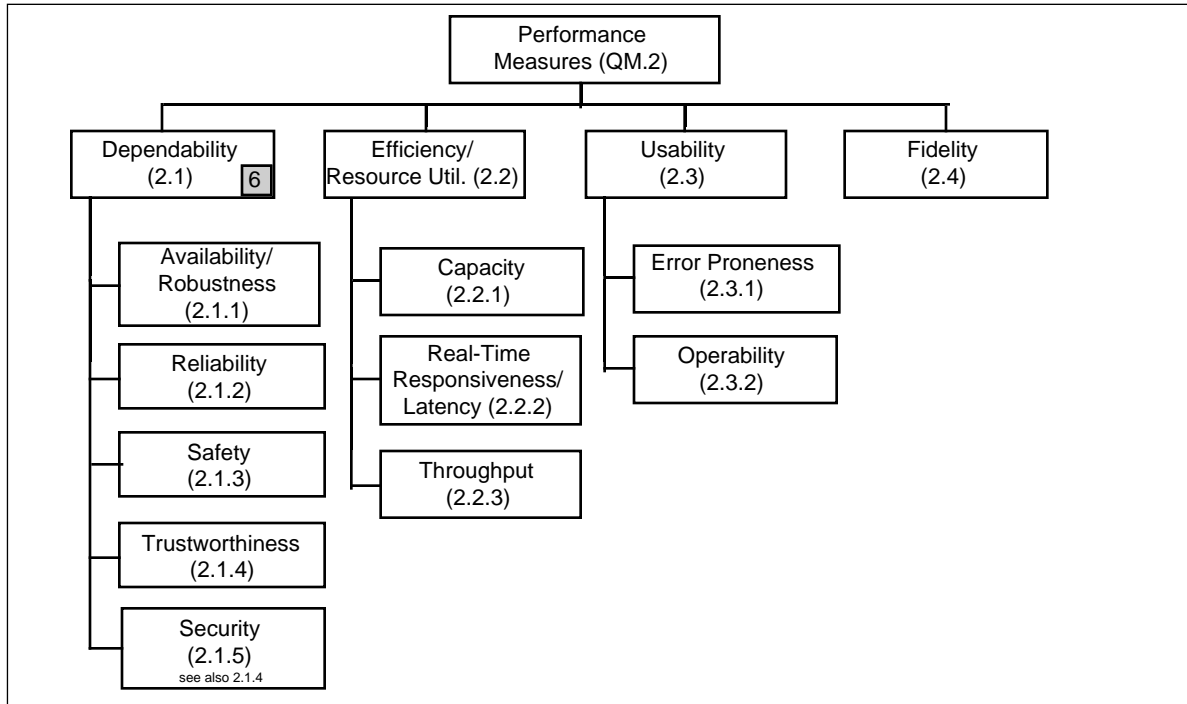 Performance
Measures (QM.2)
Dependability
(2.1)
6
Efficiency/
Resource Util. (2.2)
Usability
(2.3)
Fidelity
(2.4)
Availability/
Robustness
(2.1.1)
Reliability
(2.1.2)
Safety
(2.1.3)
Trustworthiness
(2.1.4)
Security
(2.1.5)
see also 2.1.4
Capacity
(2.2.1)
Real-Time
Responsiveness/
Latency (2.2.2)
Throughput
(2.2.3)
Error Proneness
(2.3.1)
Operability
(2.3.2)